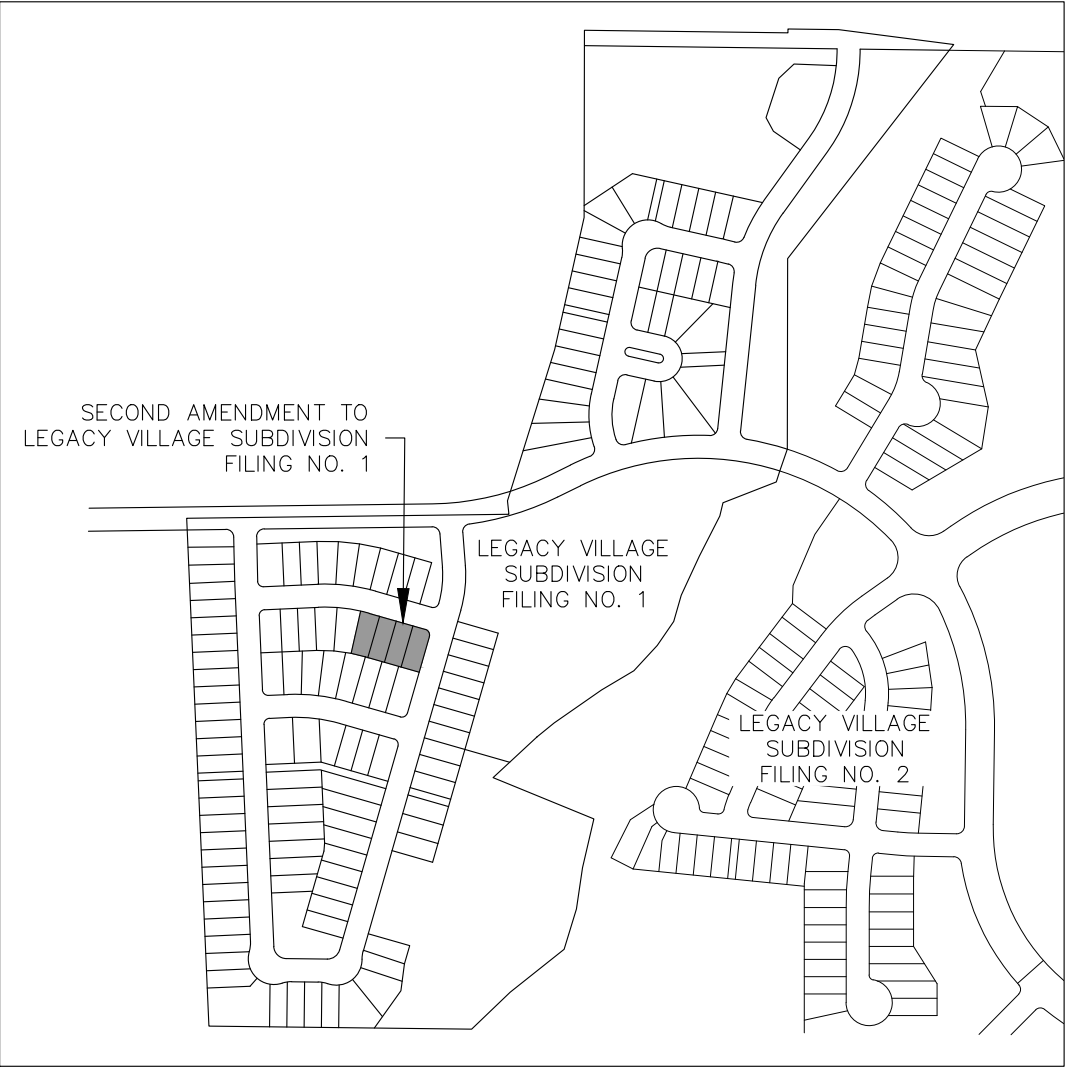 SECOND AMENDMENT TO
LEGACY VILLAGE SUBDIVISION
FILING NO. 1
LEGACY VILLAGE
SUBDIVISION
FILING NO. 1
LEGACY VILLAGE
SUBDIVISION
FILING NO. 2